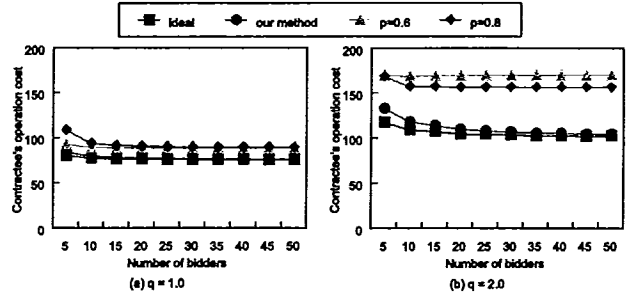 Ideal our method p=0.6 p=0.8
Contractee's operation cost
200
150
100
50
0
5 10 15 20 25 30 35 40 45 50
Number of bidders
(a) q = 1.0
Contractee's operation cost
200
150
100
50
0
5 10 15 20 25 30 35 40 45 50
Number of bidders
(b) q = 2.0